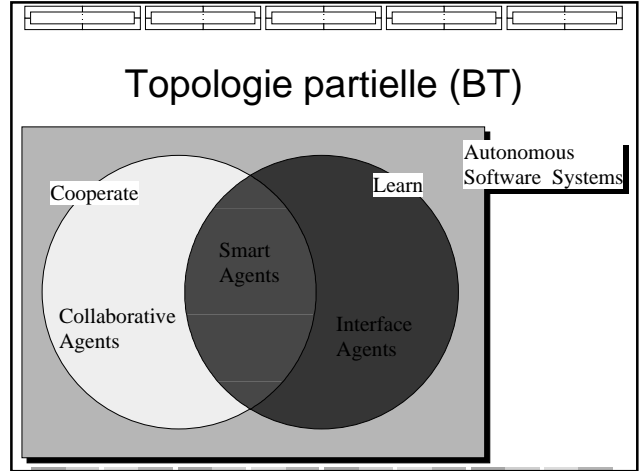 Topologie partielle (BT)
Autonomous
Software Systems
Cooperate
Learn
Smart
Agents
Collaborative
Agents
Interface
Agents